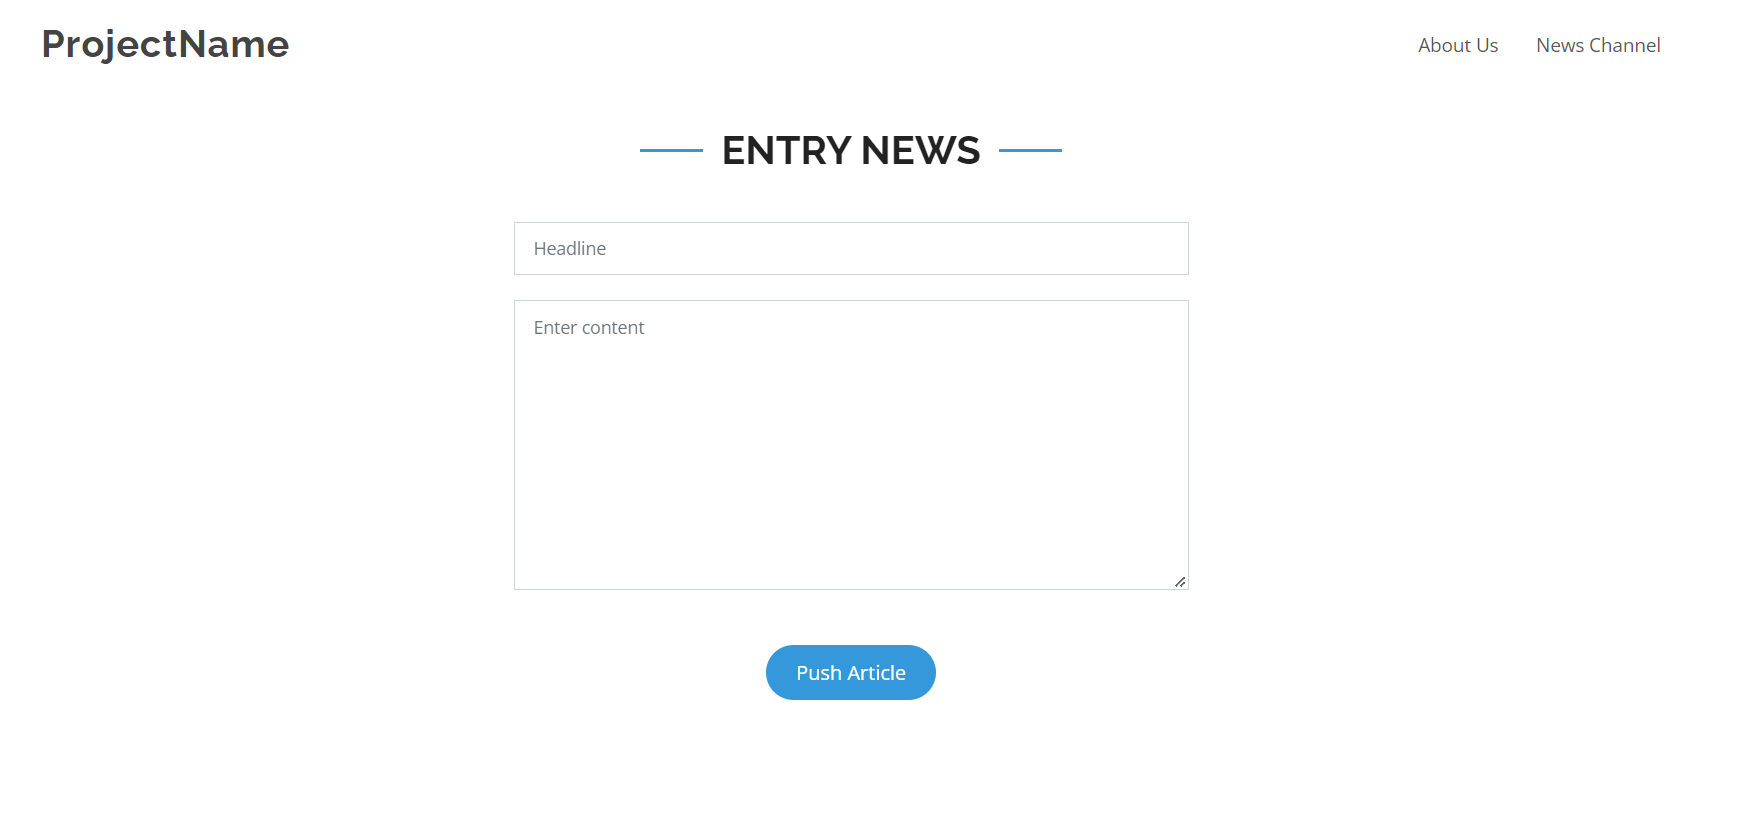 ProjectName
About Us
News Channel
ENTRY NEWS
Headline
Enter content
Push Article